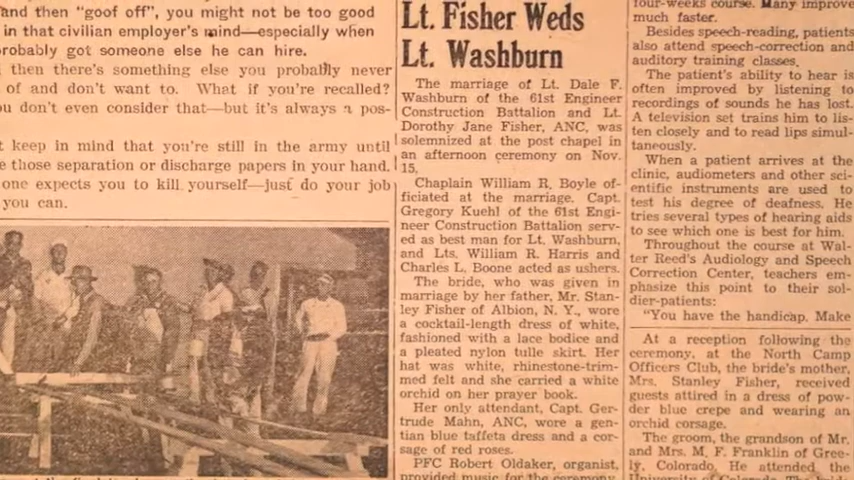 and then "goof off", you might not be too good
in that civilian employer's mind—especially when
probably got someone else he can hire.
then there's something else you probably never
of and don't want to. What if you're recalled?
ou don't even consider that—but it's always a pos-
t keep in mind that you're still in the army until
e those separation or discharge papers in your hand.
one expects you to kill yourself—just do your job
you can.
Lt. Fisher Weds
Lt. Washburn
The marriage of Lt. Dale F.
Washburn of the 61st Engineer
Construction Battalion and Lt.
Dorothy Jane Fisher, ANC, was
solemnized at the post chapel in
an afternoon ceremony on Nov.
15.
Chaplain William R. Boyle of-
ficiated at the marriage. Capt.
Gregory Kuehl of the 61st Engi-
neer Construction Battalion serv-
ed as best man for Lt. Washburn,
and Lts. William R. Harris and
Charles L. Boone acted as ushers.
The bride, who was given in
marriage by her father, Mr. Stan-
ley Fisher of Albion, N. Y., wore
a cocktail-length dress of white,
fashioned with a lace bodice and
a pleated nylon tulle skirt. Her
hat was white, rhinestone-trim-
med felt and she carried a white
orchid on her prayer book.
Her only attendant, Capt. Ger-
trude Mahn, ANC, wore a gen-
tian blue taffeta dress and a cor-
sage of red roses.
PFC Robert Oldaker, organist,
provided music for the ceremony.
four-weeks course. Many improve
much faster.
Besides speech-reading, patients
also attend speech-correction and
auditory training classes.
The patient's ability to hear is
often improved by listening to
recordings of sounds he has lost.
A television set trains him to lis-
ten closely and to read lips simul-
taneously.
When a patient arrives at the
clinic, audiometers and other sci-
entific instruments are used to
test his degree of deafness. He
tries several types of hearing aids
to see which one is best for him.
Throughout the course at Wal-
ter Reed's Audiology and Speech
Correction Center, teachers em-
phasize this point to their sol-
dier-patients:
"You have the handicap. Make
At a reception following the
ceremony, at the North Camp
Officers Club, the bride's mother,
Mrs. Stanley Fisher, received
guests attired in a dress of pow-
der blue crepe and wearing an
orchid corsage.
The groom, the grandson of Mr.
and Mrs. M. F. Franklin of Gree-
ly, Colorado. He attended the
University of Colorado. The